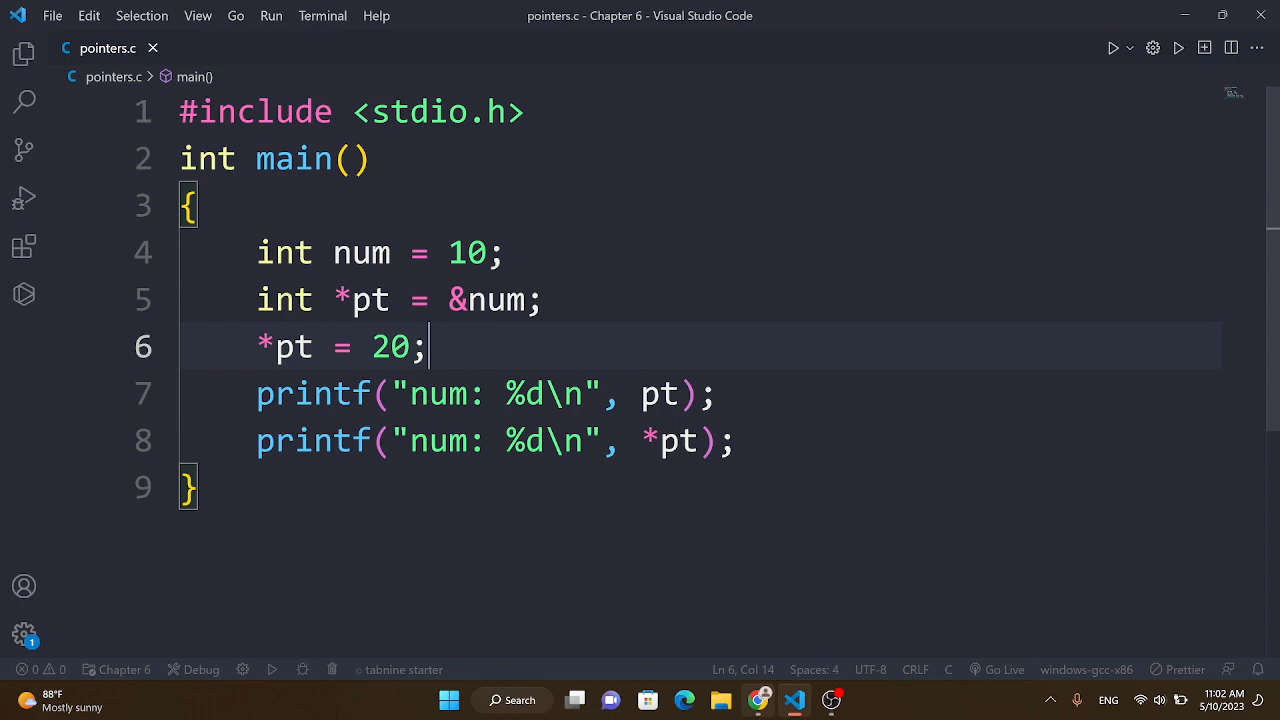 File Edit Selection View Go Run Terminal Help pointers.c - Chapter 6 - Visual Studio Code
C pointers.c
C pointers.c > main()
1 #include <stdio.h>
2 int main()
3 {
4 int num = 10;
5 int *pt = &num;
6 *pt = 20;
7 printf("num: %d\n", pt);
8 printf("num: %d\n", *pt);
9 }
1
0 0 Chapter 6 Debug tabnine starter Ln 6, Col 14 Spaces: 4 UTF-8 CRLF C Go Live windows-gcc-x86 Prettier
88°F
Mostly sunny
Search
ENG
11:02 AM
5/10/2023